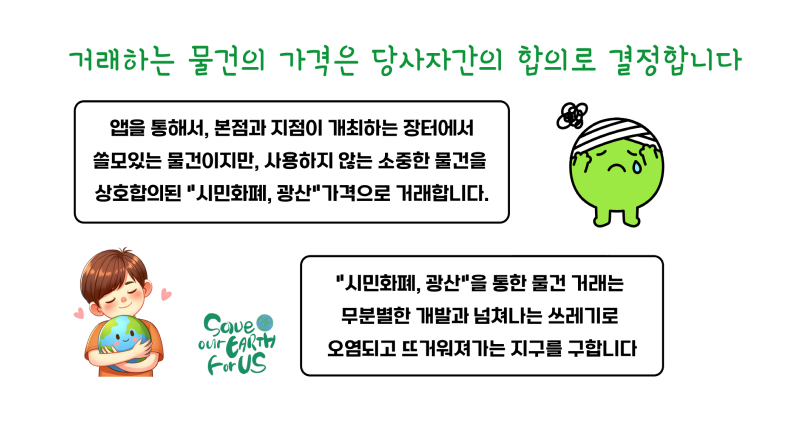 거래하는 물건의 가격은 당사자간의 합의로 결정합니다
앱을 통해서, 본점과 지점이 개최하는 장터에서
쓸모있는 물건이지만, 사용하지 않는 소중한 물건을
상호합의된 "시민화폐, 광산"가격으로 거래합니다.
"시민화폐, 광산"을 통한 물건 거래는
무분별한 개발과 넘쳐나는 쓰레기로
오염되고 뜨거워져가는 지구를 구합니다
Save
our EARTH
For US